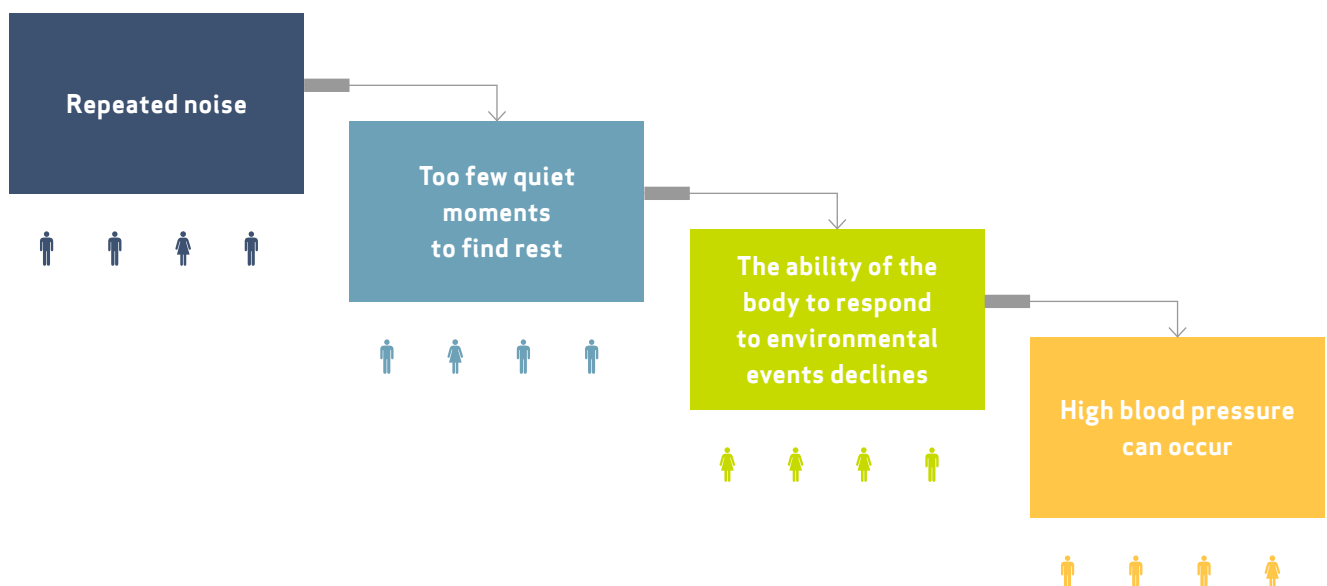 Repeated noise
Too few quiet
moments
to find rest
The ability of the
body to respond
to environmental
events declines
High blood pressure
can occur